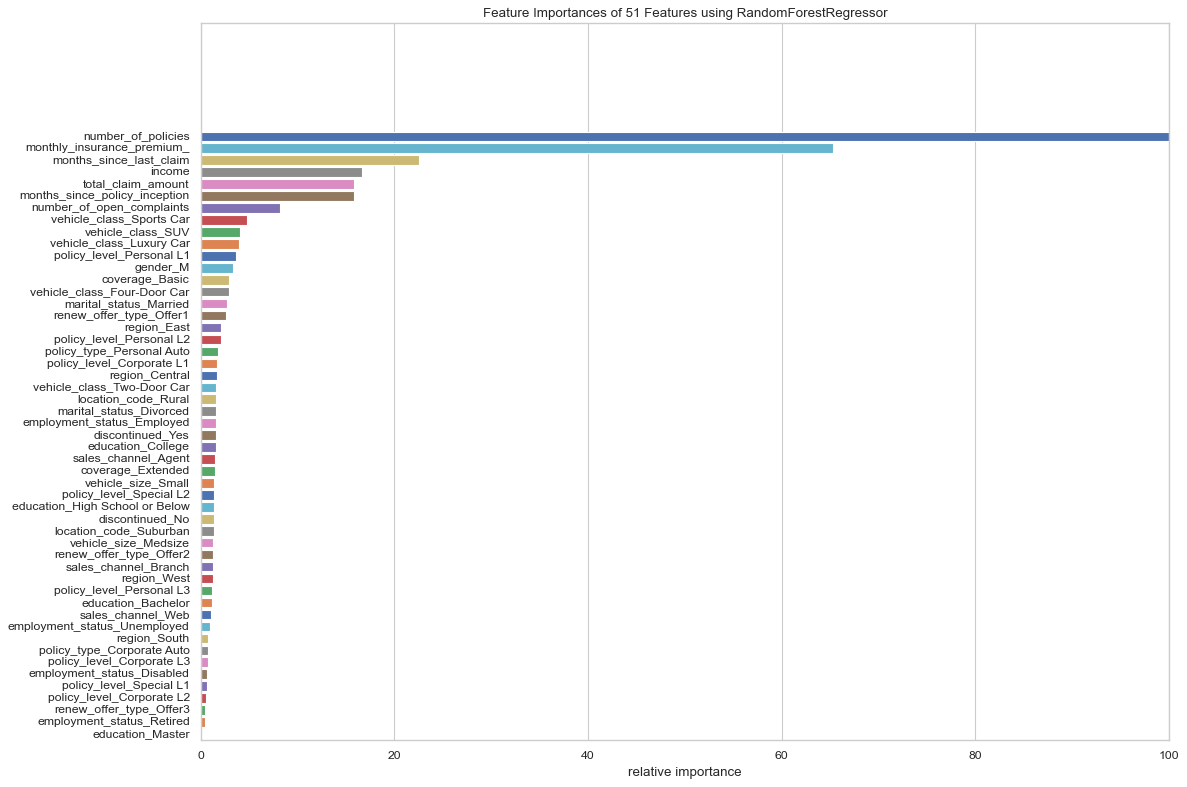 Feature Importances of 51 Features using RandomForestRegressor
number_of_policies
monthly_insurance_premium_
months_since_last_claim
income
total_claim_amount
months_since_policy_inception
number_of_open_complaints
vehicle_class_Sports Car
vehicle_class_SUV
vehicle_class_Luxury Car
policy_level_Personal L1
gender_M
coverage_Basic
vehicle_class_Four-Door Car
marital_status_Married
renew_offer_type_Offer1
region_East
policy_level_Personal L2
policy_type_Personal Auto
policy_level_Corporate L1
region_Central
vehicle_class_Two-Door Car
location_code_Rural
marital_status_Divorced
employment_status_Employed
discontinued_Yes
education_College
sales_channel_Agent
coverage_Extended
vehicle_size_Small
policy_level_Special L2
education_High School or Below
discontinued_No
location_code_Suburban
vehicle_size_Medsize
renew_offer_type_Offer2
sales_channel_Branch
region_West
policy_level_Personal L3
education_Bachelor
sales_channel_Web
employment_status_Unemployed
region_South
policy_type_Corporate Auto
policy_level_Corporate L3
employment_status_Disabled
policy_level_Special L1
policy_level_Corporate L2
renew_offer_type_Offer3
employment_status_Retired
education_Master
0 20 40 60 80 100
relative importance